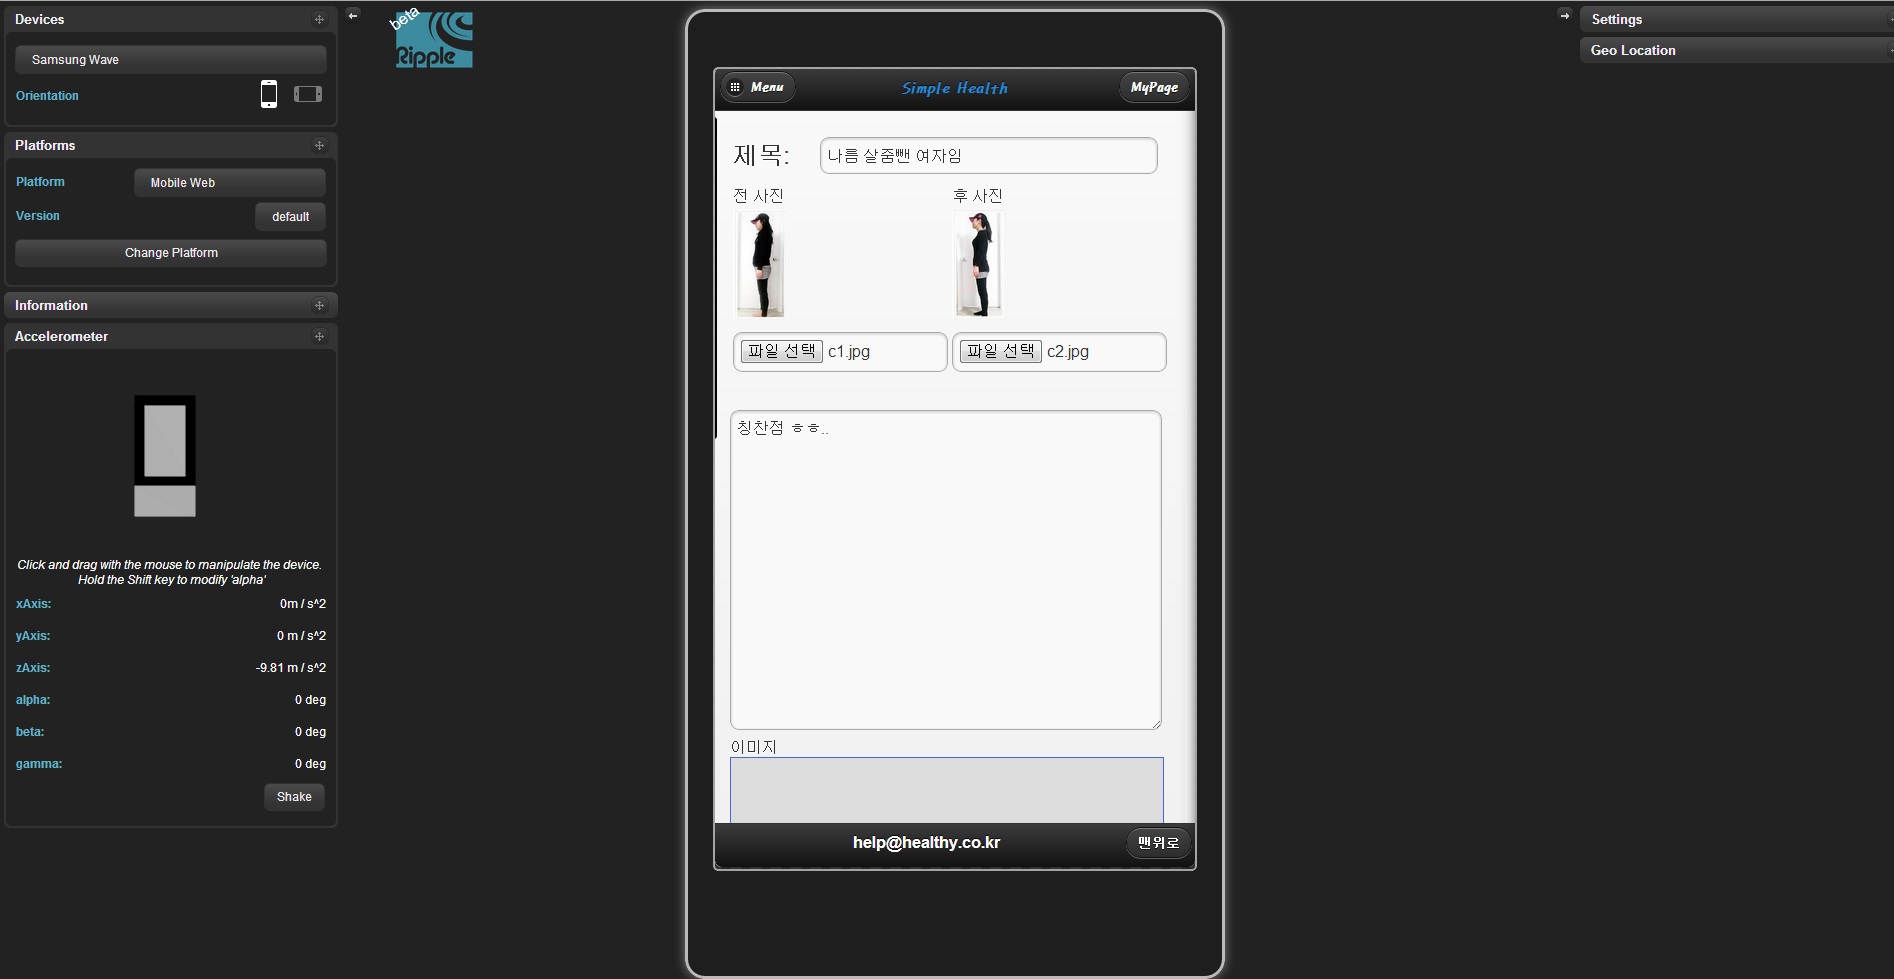 Devices
Samsung Wave
Orientation
Platforms
Platform
Mobile Web
Version
default
Change Platform
Information
Accelerometer
Click and drag with the mouse to manipulate the device.
Hold the Shift key to modify 'alpha'
xAxis: 0m / s^2
yAxis: 0 m / s^2
zAxis: -9.81 m / s^2
alpha: 0 deg
beta: 0 deg
gamma: 0 deg
Shake
beta
Ripple
Menu
Simple Health
MyPage
제목: 나름 살줌뺀 여자임
전 사진
후 사진
파일 선택 c1.jpg
파일 선택 c2.jpg
칭찬점 ㅎㅎ..
이미지
help@healthy.co.kr
맨위로
Settings
Geo Location